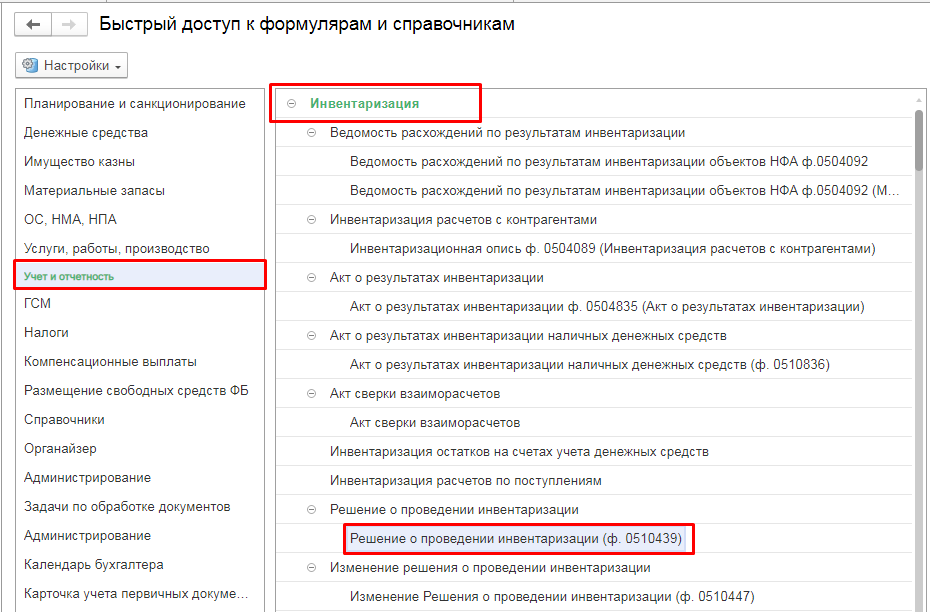 Быстрый доступ к формулярам и справочникам
Настройки
Планирование и санкционирование
Денежные средства
Имущество казны
Материальные запасы
ОС, НМА, НПА
Услуги, работы, производство
Учет и отчетность
ГСМ
Налоги
Компенсационные выплаты
Размещение свободных средств ФБ
Справочники
Органайзер
Администрирование
Задачи по обработке документов
Администрирование
Календарь бухгалтера
Карточка учета первичных докуме...
Инвентаризация
Ведомость расхождений по результатам инвентаризации
Ведомость расхождений по результатам инвентаризации объектов НФА ф.0504092
Ведомость расхождений по результатам инвентаризации объектов НФА ф.0504092 (М...
Инвентаризация расчетов с контрагентами
Инвентаризационная опись ф. 0504089 (Инвентаризация расчетов с контрагентами)
Акт о результатах инвентаризации
Акт о результатах инвентаризации ф. 0504835 (Акт о результатах инвентаризации)
Акт о результатах инвентаризации наличных денежных средств
Акт о результатах инвентаризации наличных денежных средств (ф. 0510836)
Акт сверки взаиморасчетов
Акт сверки взаиморасчетов
Инвентаризация остатков на счетах учета денежных средств
Инвентаризация расчетов по поступлениям
Решение о проведении инвентаризации
Решение о проведении инвентаризации (ф. 0510439)
Изменение решения о проведении инвентаризации
Изменение Решения о проведении инвентаризации (ф. 0510447)